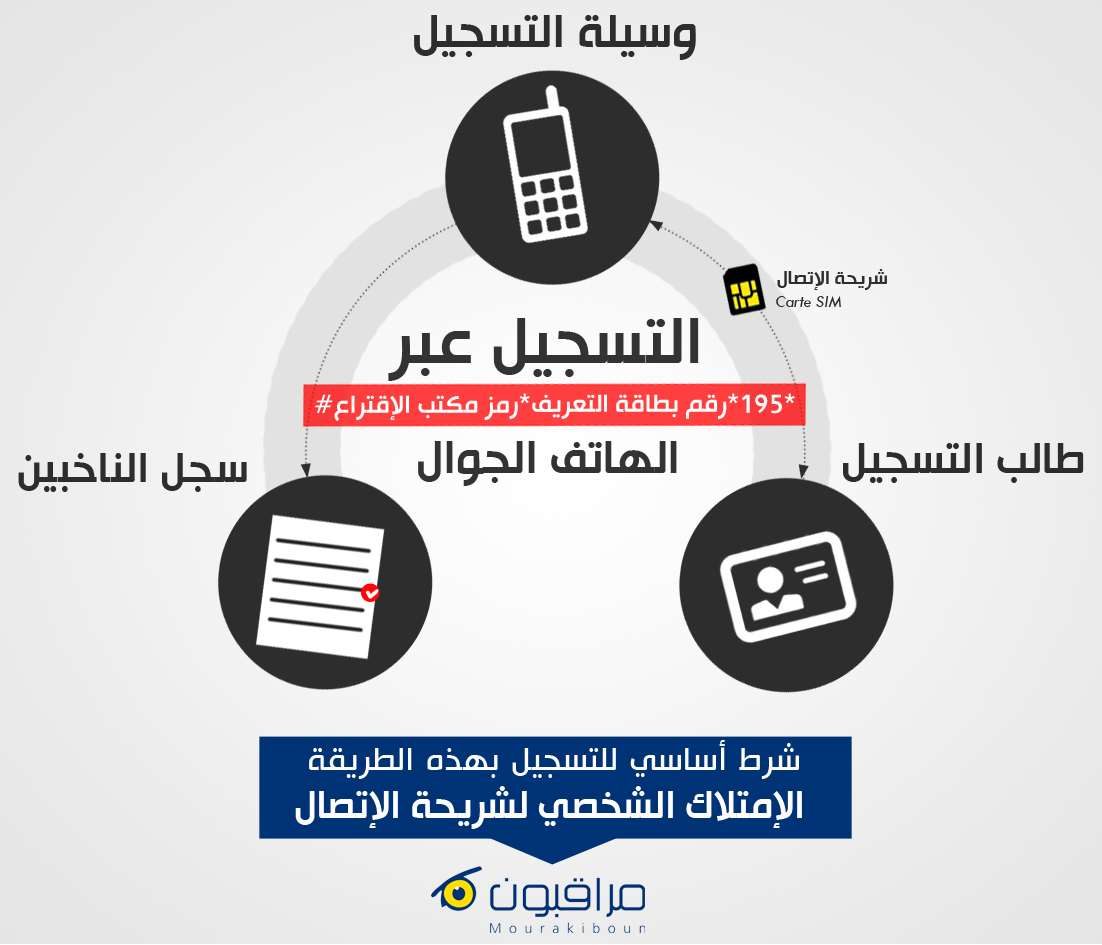 وسيلة التسجيل
شريحة الإتصال
Carte SIM
التسجيل عبر
*195*رقم بطاقة التعريف*رمز مكتب الإقتراع#
الهاتف الجوال
طالب التسجيل
سجل الناخبين
شرط أساسي للتسجيل بهذه الطريقة
الإمتلاك الشخصي لشريحة الإتصال
مراقبون
Mourakiboun